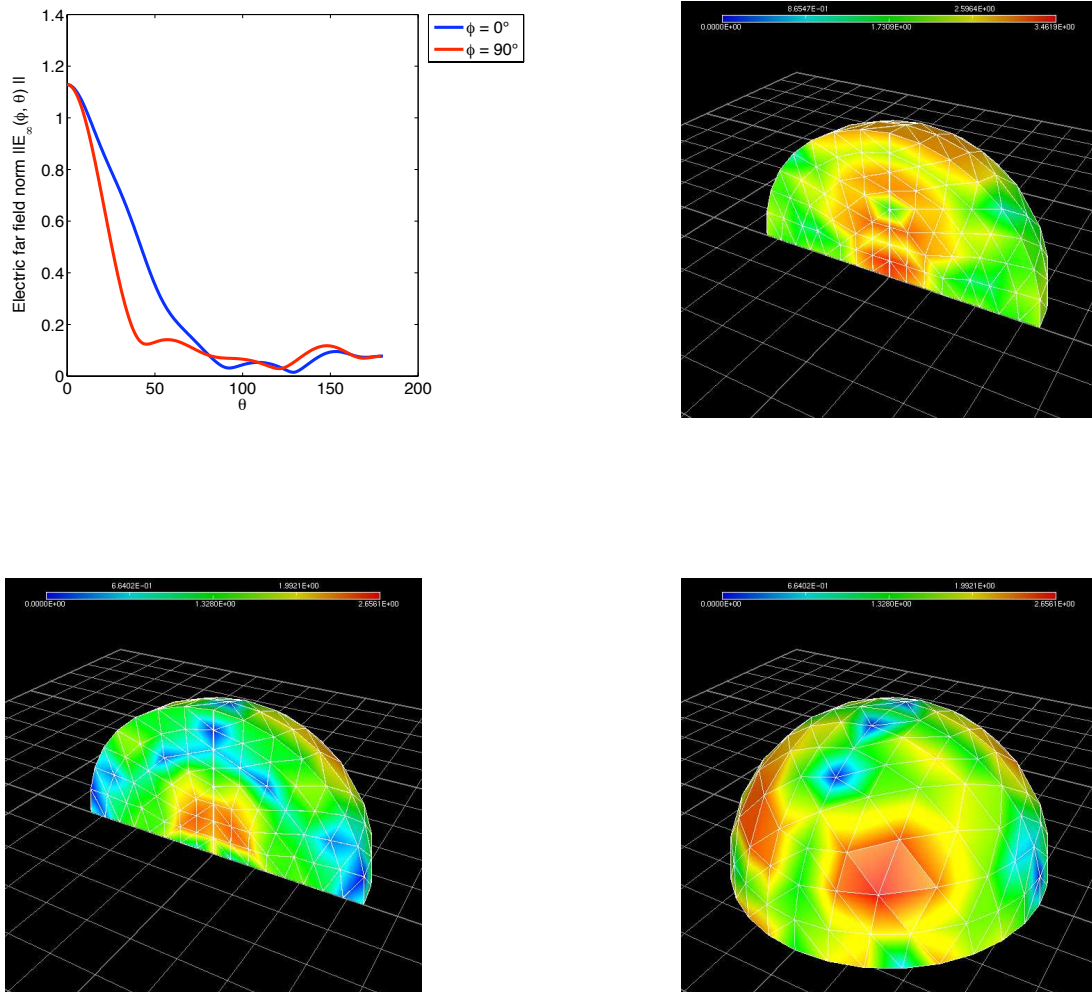 1.4
1.2
1
0.8
0.6
0.4
0.2
0
Electric far field norm ||E∞(ϕ, θ) ||
0 50 100 150 200
θ
ϕ = 0°
ϕ = 90°
8.6547E-01 2.5964E+00
0.0000E+00 1.7309E+00 3.4619E+00
6.6402E-01 1.9921E+00
0.0000E+00 1.3280E+00 2.6561E+00
6.6402E-01 1.9921E+00
0.0000E+00 1.3280E+00 2.6561E+00